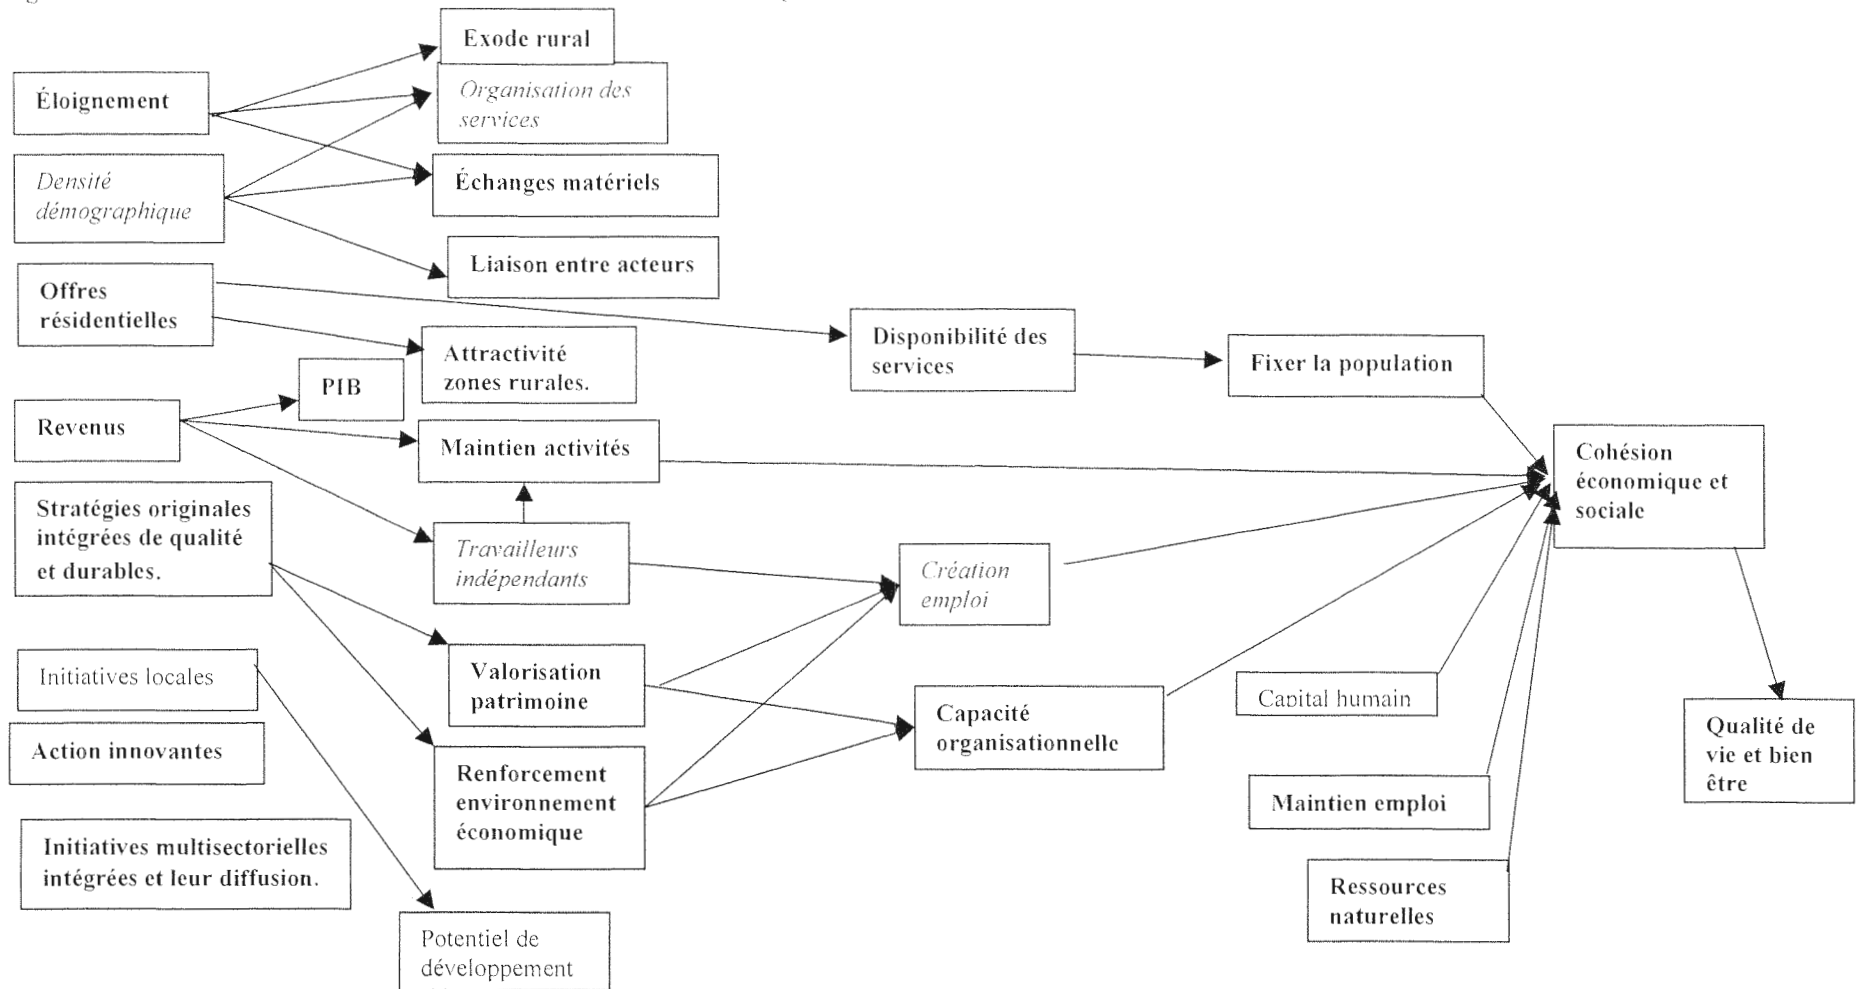 Exode rural
Éloignement
Organisation des
services
Densité
démographique
Échanges matériels
Liaison entre acteurs
Offres
résidentielles
Disponibilité des
services
Fixer la population
Attractivité
zones rurales.
PIB
Revenus
Maintien activités
Cohésion
économique et
sociale
Stratégies originales
intégrées de qualité
et durables.
Travailleurs
indépendants
Création
emploi
Initiatives locales
Valorisation
patrimoine
Capacité
organisationnelle
Capital humain
Qualité de
vie et bien
être
Action innovantes
Renforcement
environnement
économique
Maintien emploi
Initiatives multisectorielles
intégrées et leur diffusion.
Ressources
naturelles
Potentiel de
développement